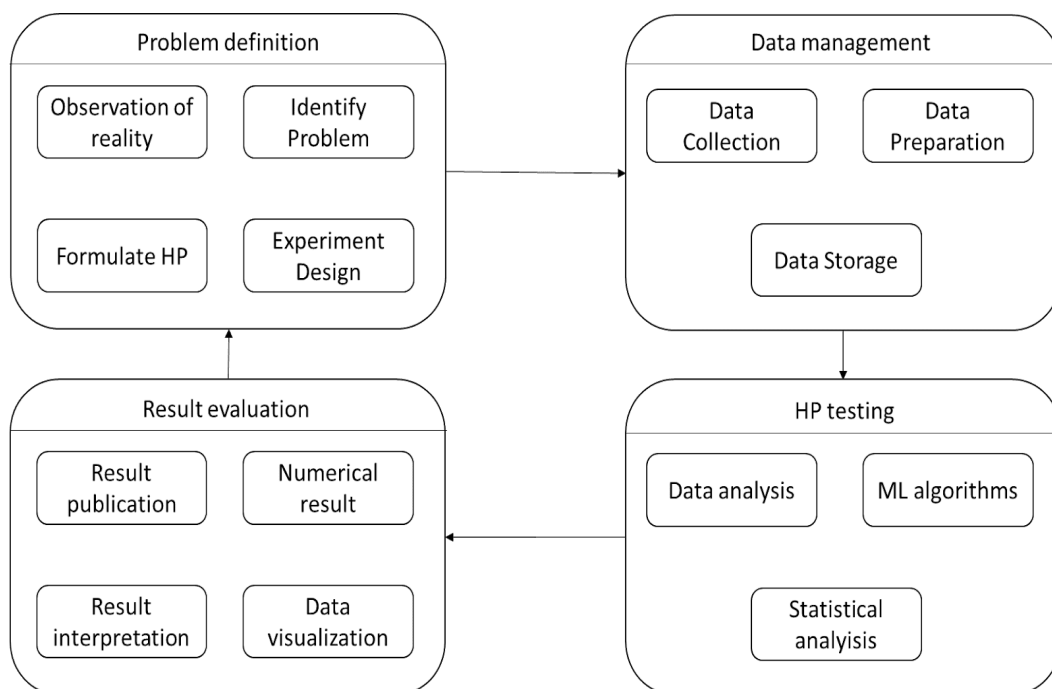 Problem definition
Observation of
reality
Identify
Problem
Formulate HP
Experiment
Design
Data management
Data
Collection
Data
Preparation
Data Storage
Result evaluation
Result
publication
Numerical
result
Result
interpretation
Data
visualization
HP testing
Data analysis
ML algorithms
Statistical
analyisis